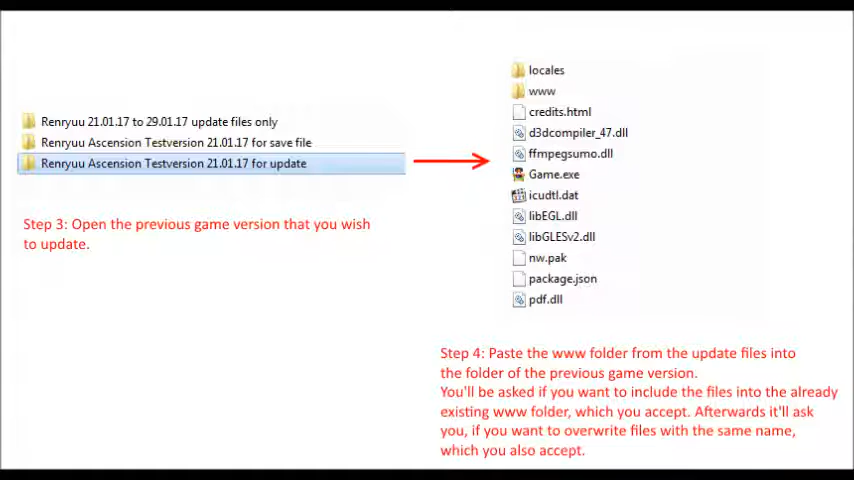 Renryuu 21.01.17 to 29.01.17 update files only
Renryuu Ascension Testversion 21.01.17 for save file
Renryuu Ascension Testversion 21.01.17 for update
Step 3: Open the previous game version that you wish
to update.
locales
www
credits.html
d3dcompiler_47.dll
ffmpegsumo.dll
Game.exe
icudtl.dat
libEGL.dll
libGLESv2.dll
nw.pak
package.json
pdf.dll
Step 4: Paste the www folder from the update files into
the folder of the previous game version.
You'll be asked if you want to include the files into the already
existing www folder, which you accept. Afterwards it'll ask
you, if you want to overwrite files with the same name,
which you also accept.